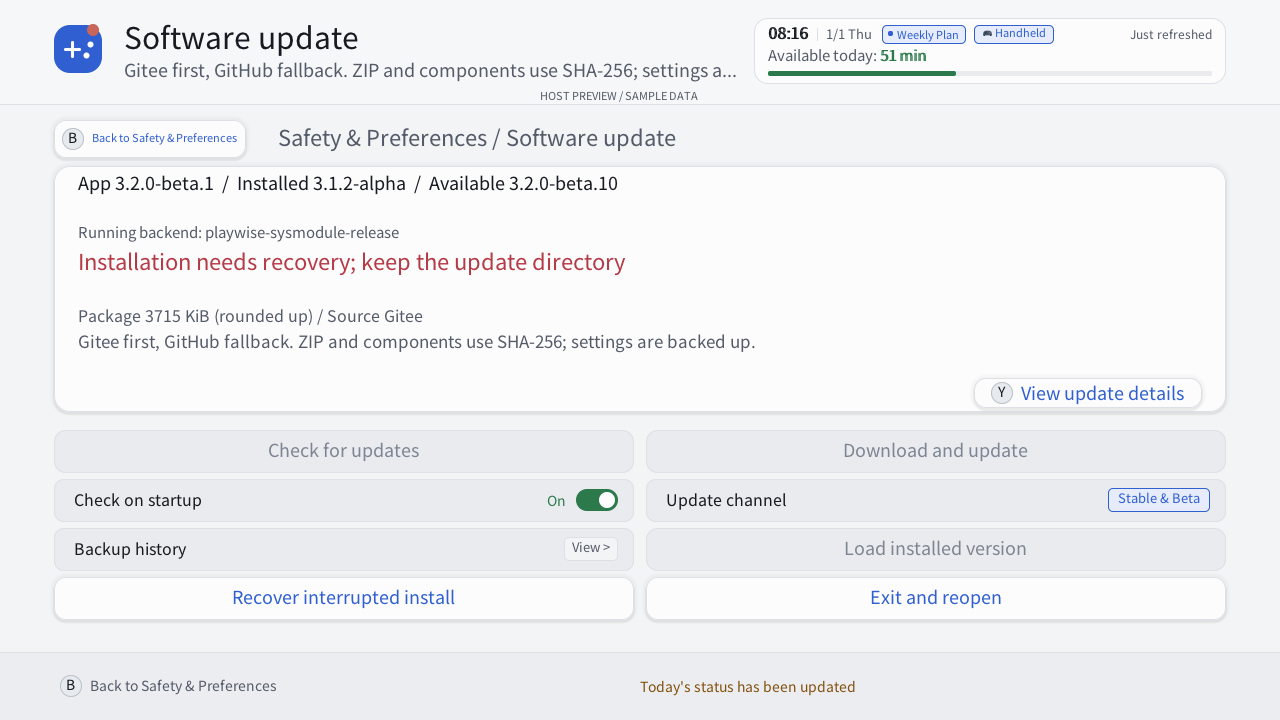 Software update
Gitee first, GitHub fallback. ZIP and components use SHA-256; settings a...
08:16 1/1 Thu Weekly Plan Handheld Just refreshed
Available today: 51 min
HOST PREVIEW / SAMPLE DATA
B Back to Safety & Preferences
Safety & Preferences / Software update
App 3.2.0-beta.1 / Installed 3.1.2-alpha / Available 3.2.0-beta.10
Running backend: playwise-sysmodule-release
Installation needs recovery; keep the update directory
Package 3715 KiB (rounded up) / Source Gitee
Gitee first, GitHub fallback. ZIP and components use SHA-256; settings are backed up.
Y View update details
Check for updates
Download and update
Check on startup On
Update channel Stable & Beta
Backup history View >
Load installed version
Recover interrupted install
Exit and reopen
B Back to Safety & Preferences
Today's status has been updated